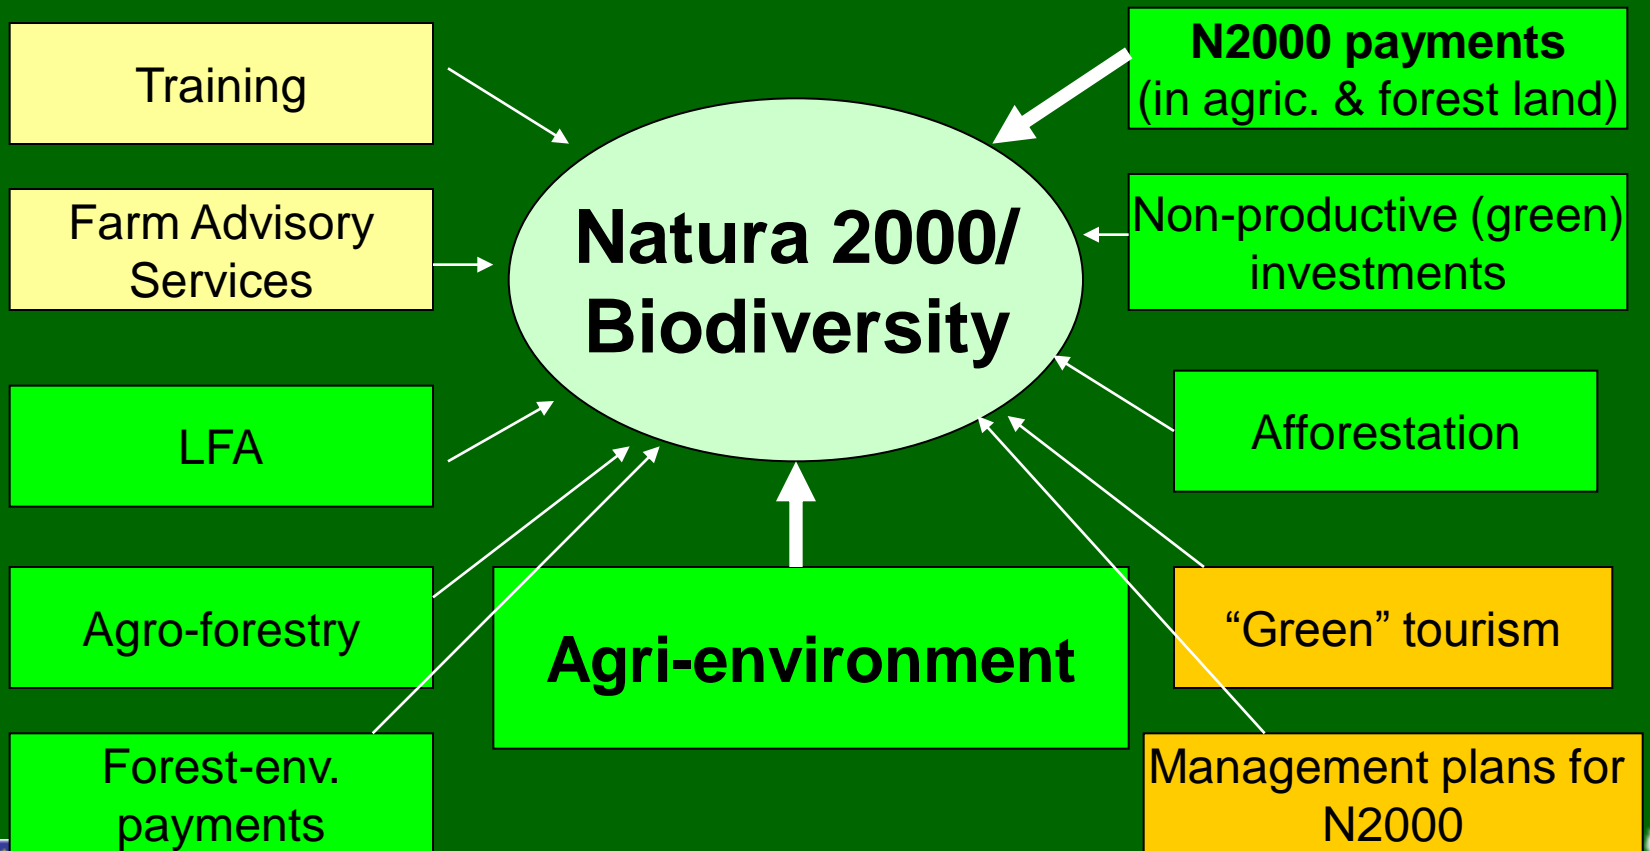 Training
Farm Advisory
Services
LFA
Agro-forestry
Forest-env.
payments
Natura 2000/
Biodiversity
Agri-environment
N2000 payments
(in agric. & forest land)
Non-productive (green)
investments
Afforestation
“Green” tourism
Management plans for
N2000